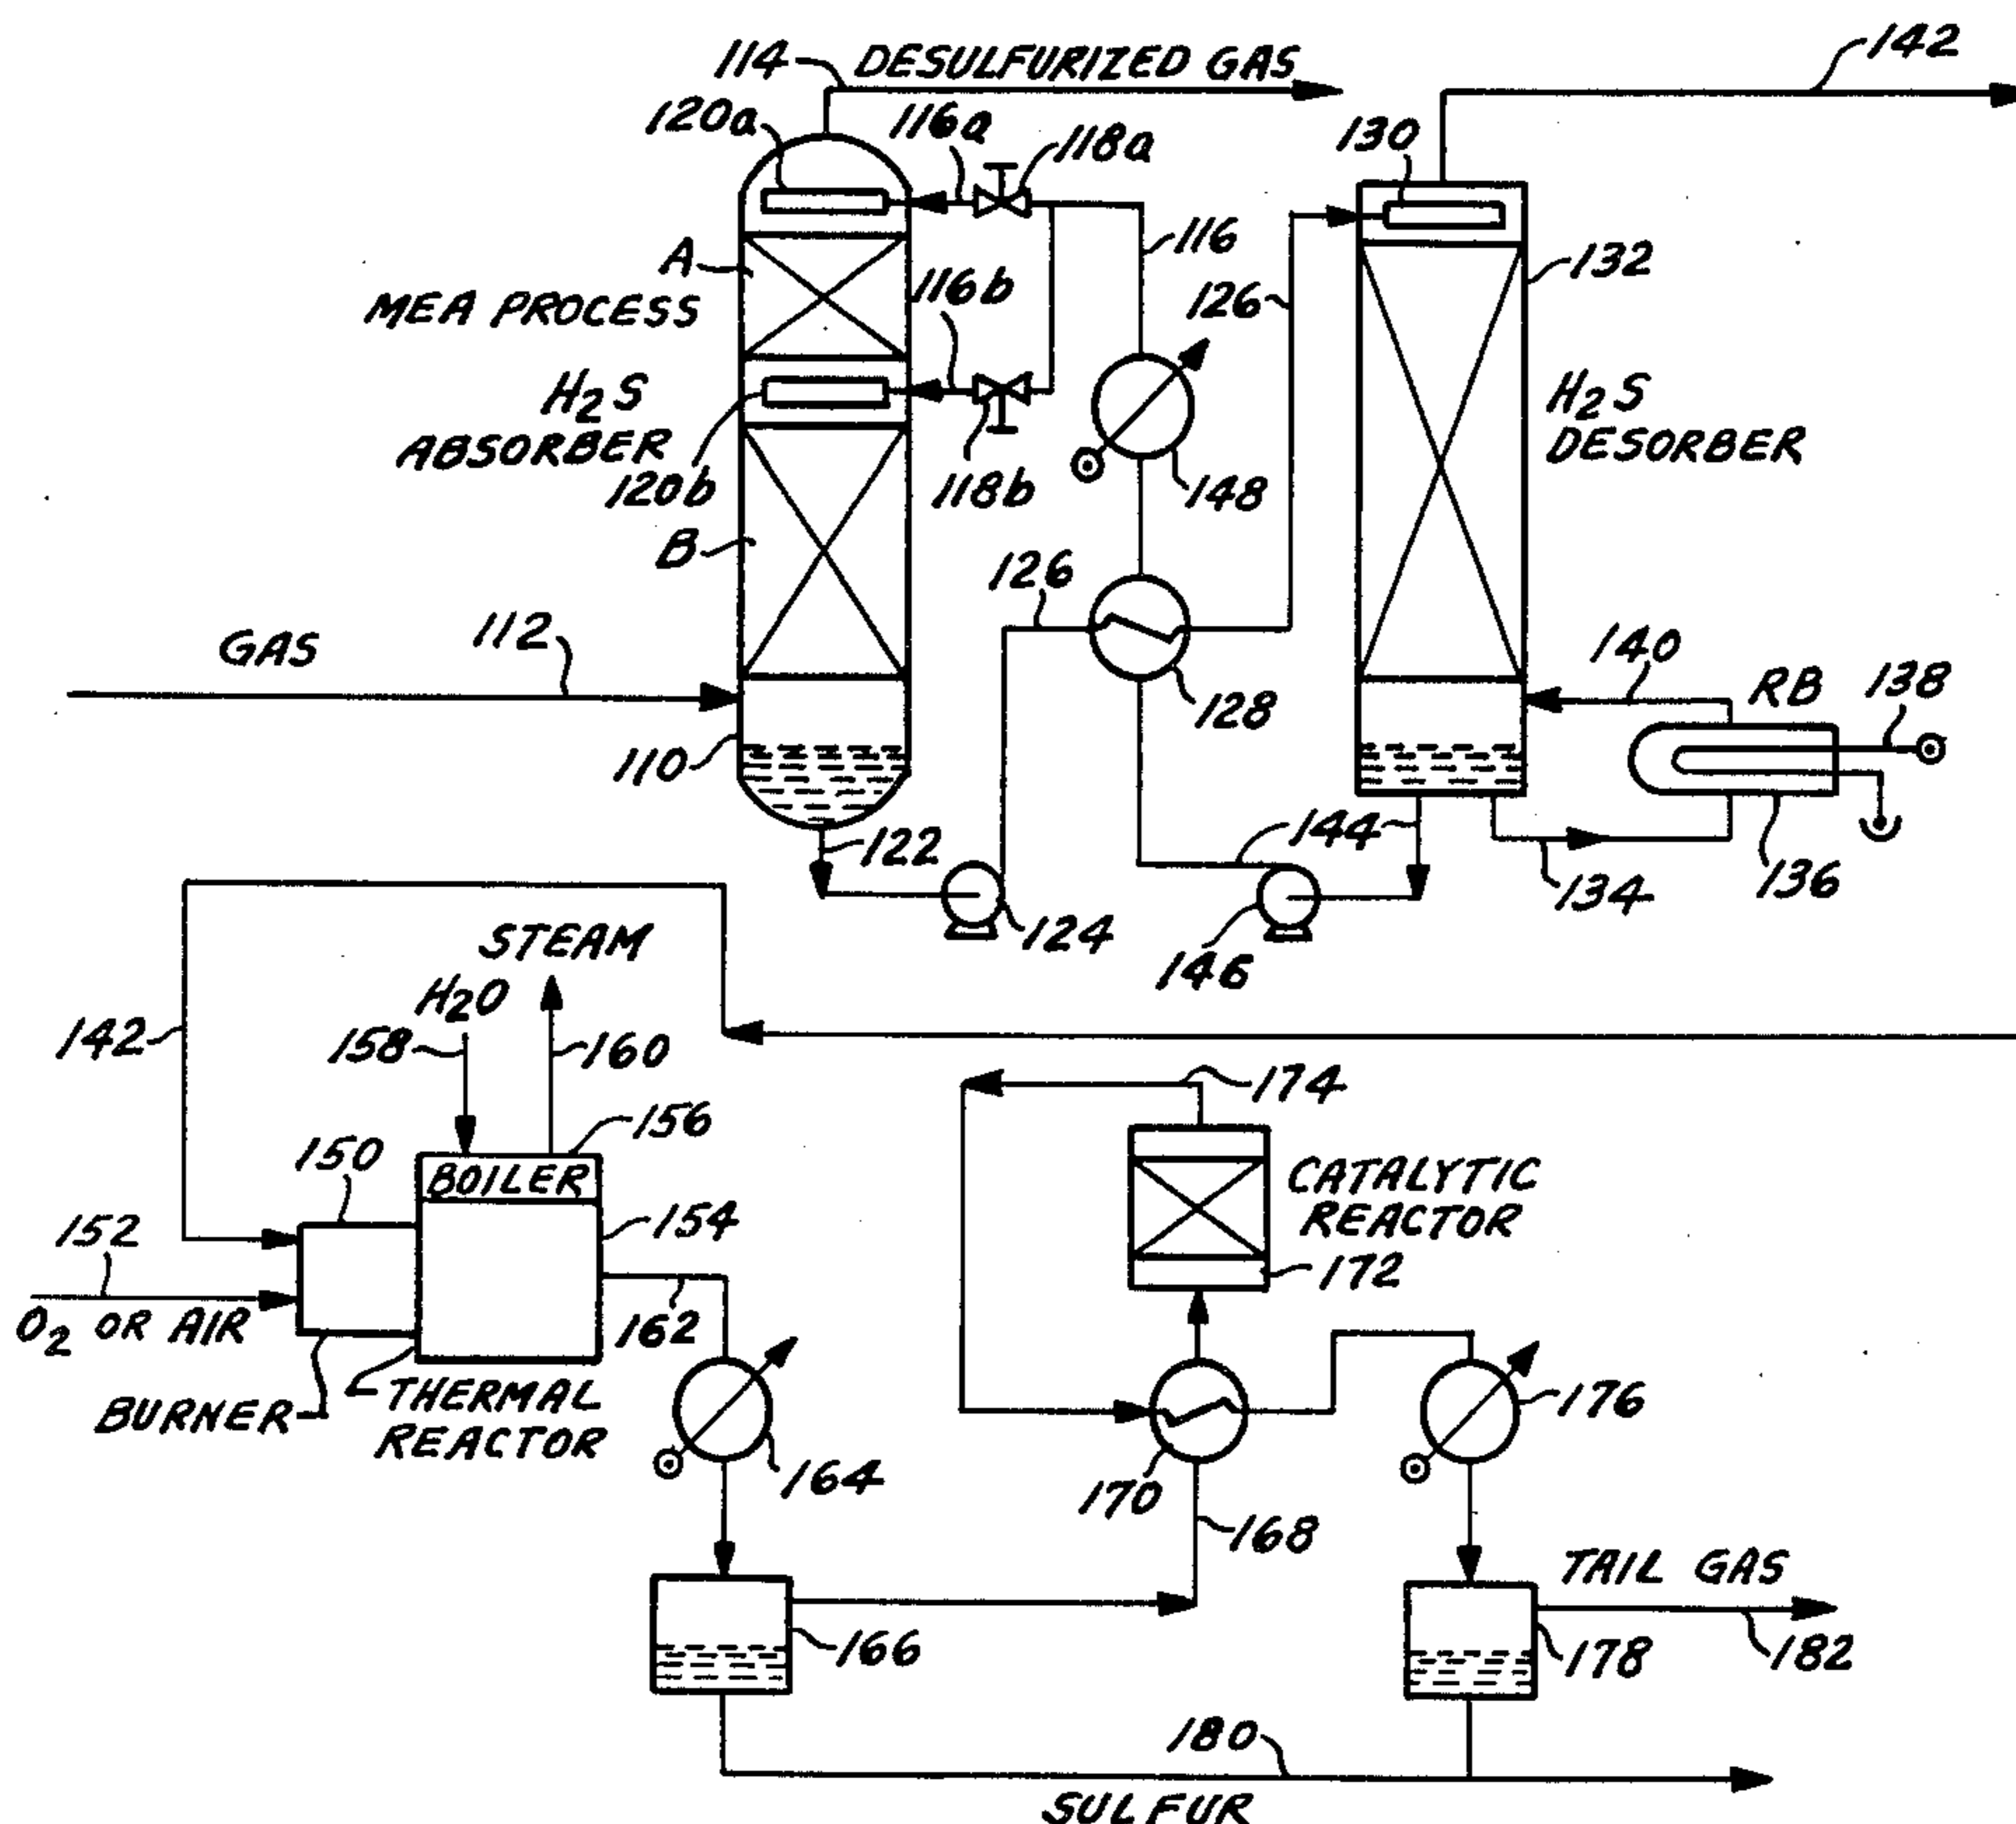 114
DESULFURIZED GAS
142
120a
116a
118a
130
A
116
132
MEA PROCESS
116b
126
H2S
ABSORBER
H2S
DESORBER
120b
118b
148
B
126
GAS
112
128
140
RB
138
110
122
144
124
134
136
146
STEAM
H2O
142
158
160
174
150
156
BOILER
CATALYTIC
REACTOR
152
154
172
O2 OR AIR
162
BURNER
THERMAL
REACTOR
164
176
170
168
TAIL GAS
166
178
182
180
SULFUR